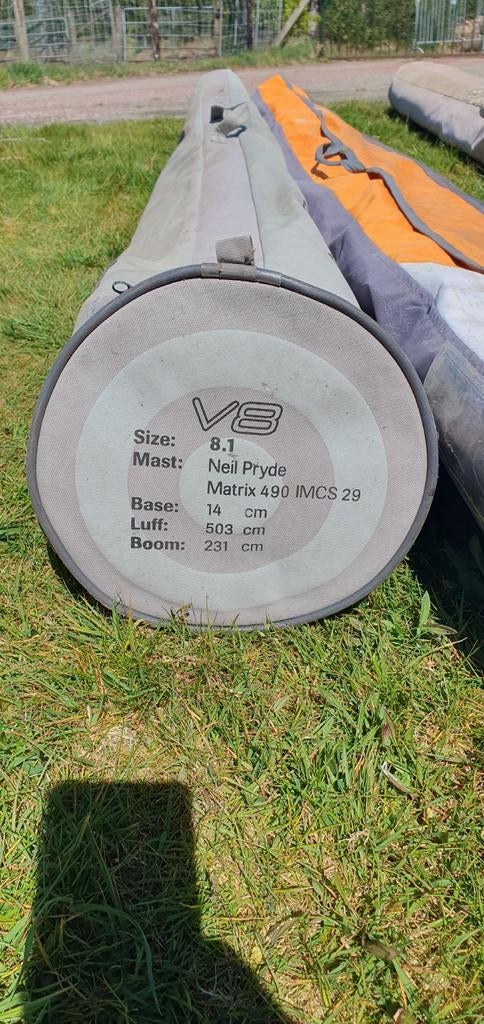 V8
Size: 8.1
Mast: Neil Pryde
Matrix 490 IMCS 29
Base: 14 cm
Luff: 503 cm
Boom: 231 cm